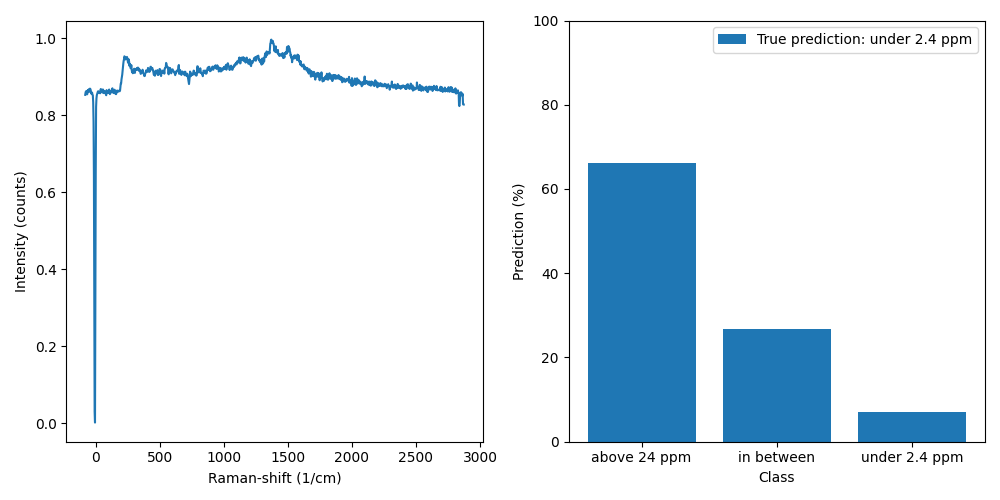 1.0
0.8
0.6
0.4
0.2
0.0
Intensity (counts)
0 500 1000 1500 2000 2500 3000
Raman-shift (1/cm)
100
80
60
40
20
0
Prediction (%)
True prediction: under 2.4 ppm
above 24 ppm in between under 2.4 ppm
Class